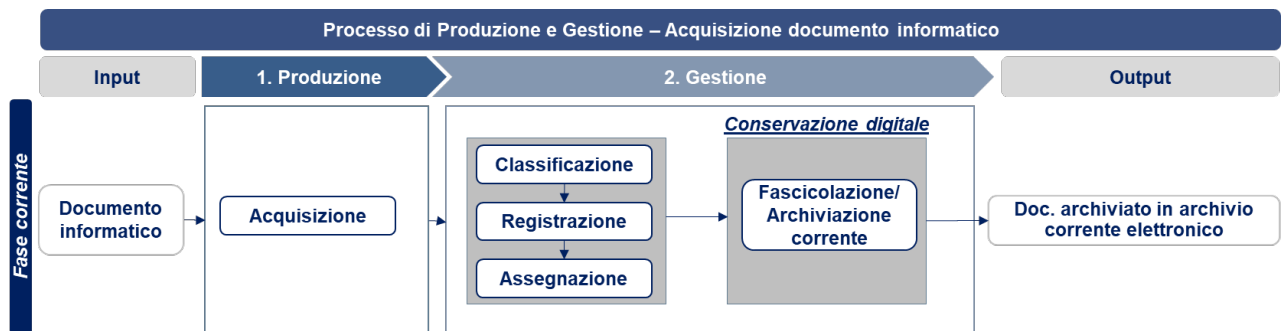 Processo di Produzione e Gestione – Acquisizione documento informatico
Input
1. Produzione
2. Gestione
Output
Fase corrente
Documento
informatico
Acquisizione
Classificazione
Registrazione
Assegnazione
Conservazione digitale
Fascicolazione/
Archiviazione
corrente
Doc. archiviato in archivio
corrente elettronico